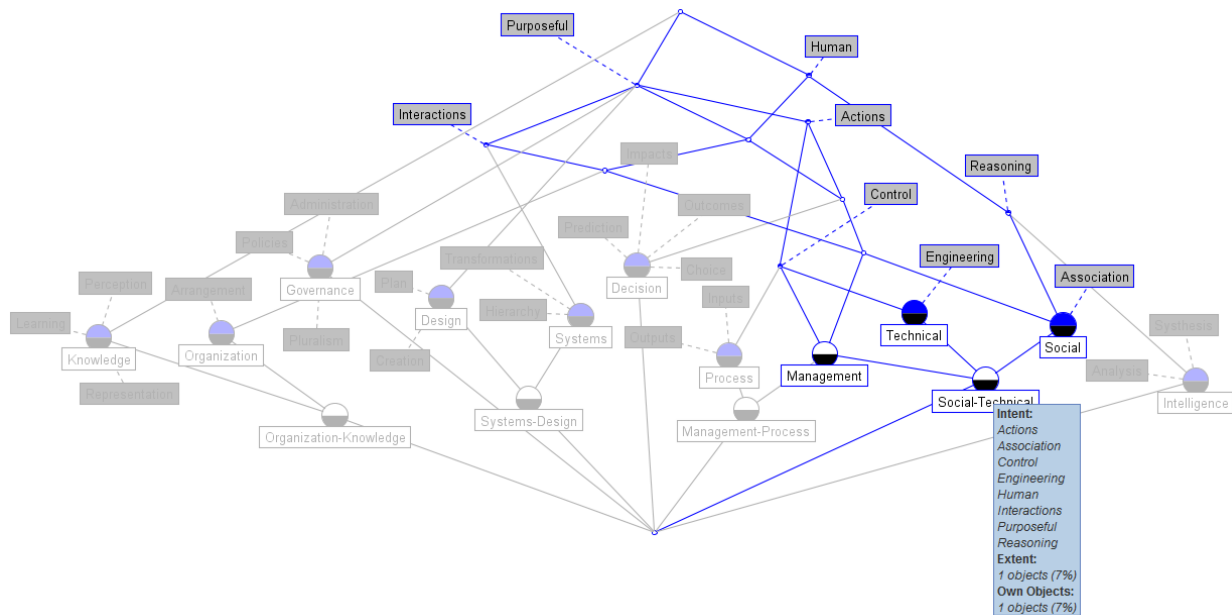 Purposeful
Human
Interactions
Actions
Impacts
Reasoning
Control
Administration
Outcomes
Prediction
Policies
Engineering
Transformations
Association
Perception
Arrangement
Plan
Choice
Governance
Decision
Inputs
Hierarchy
Learning
Design
Systems
Technical
Synthesis
Outputs
Pluralism
Social
Knowledge
Organization
Creation
Process
Management
Analysis
Representation
Social-Technical
Intelligence
Systems-Design
Management-Process
Organization-Knowledge
Intent:
Actions
Association
Control
Engineering
Human
Interactions
Purposeful
Reasoning
Extent:
1 objects (7%)
Own Objects:
1 objects (7%)